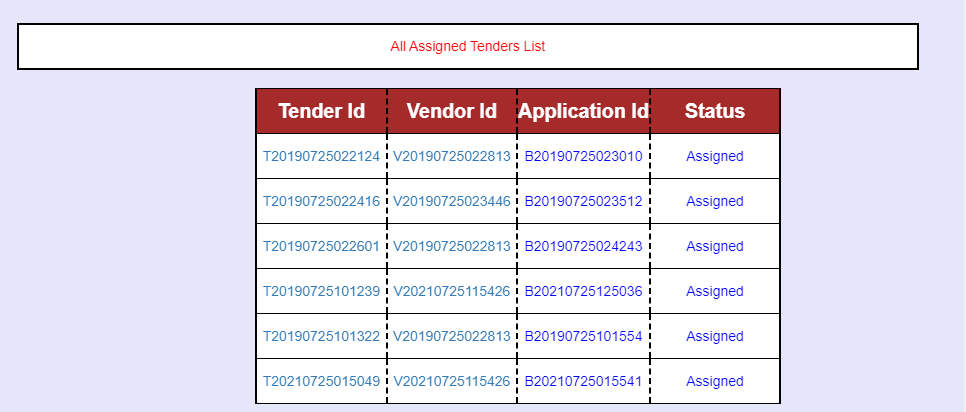 All Assigned Tenders List
Tender Id Vendor Id Application Id Status
T20190725022124 V20190725022813 B20190725023010 Assigned
T20190725022416 V20190725023446 B20190725023512 Assigned
T20190725022601 V20190725022813 B20190725024243 Assigned
T20190725101239 V20210725115426 B20210725125036 Assigned
T20190725101322 V20190725022813 B20190725101554 Assigned
T20210725015049 V20210725115426 B20210725015541 Assigned